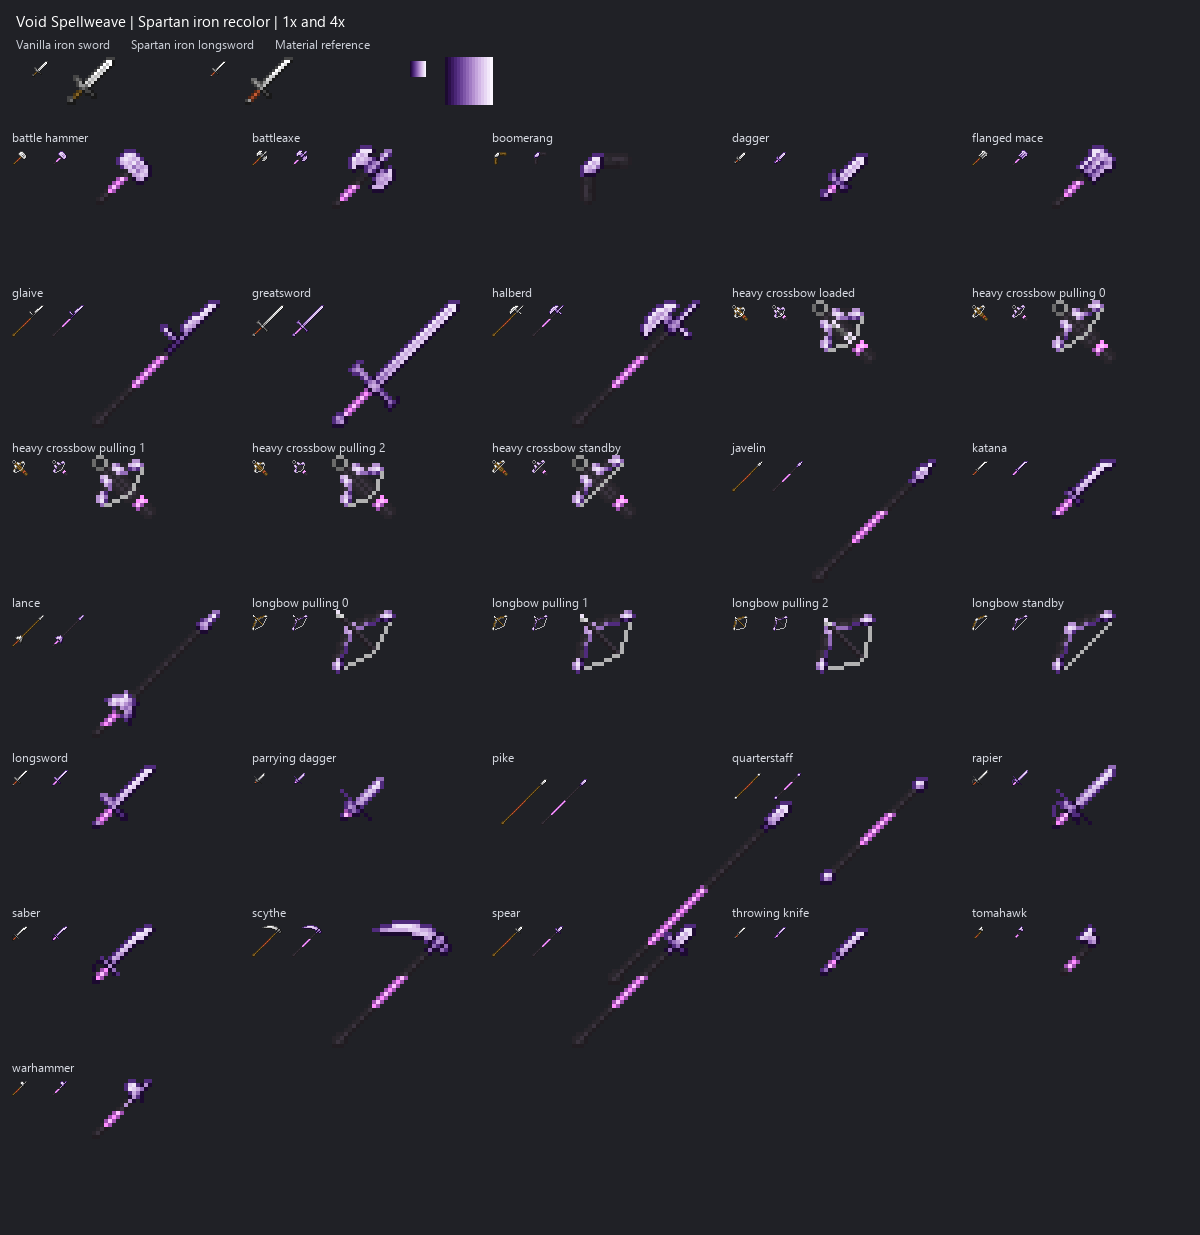 Void Spellweave | Spartan iron recolor | 1x and 4x
Vanilla iron sword Spartan iron longsword Material reference
battle hammer battleaxe boomerang dagger flanged mace
glaive greatsword halberd heavy crossbow loaded heavy crossbow pulling 0
heavy crossbow pulling 1 heavy crossbow pulling 2 heavy crossbow standby javelin katana
lance longbow pulling 0 longbow pulling 1 longbow pulling 2 longbow standby
longsword parrying dagger pike quarterstaff rapier
saber scythe spear throwing knife tomahawk
warhammer